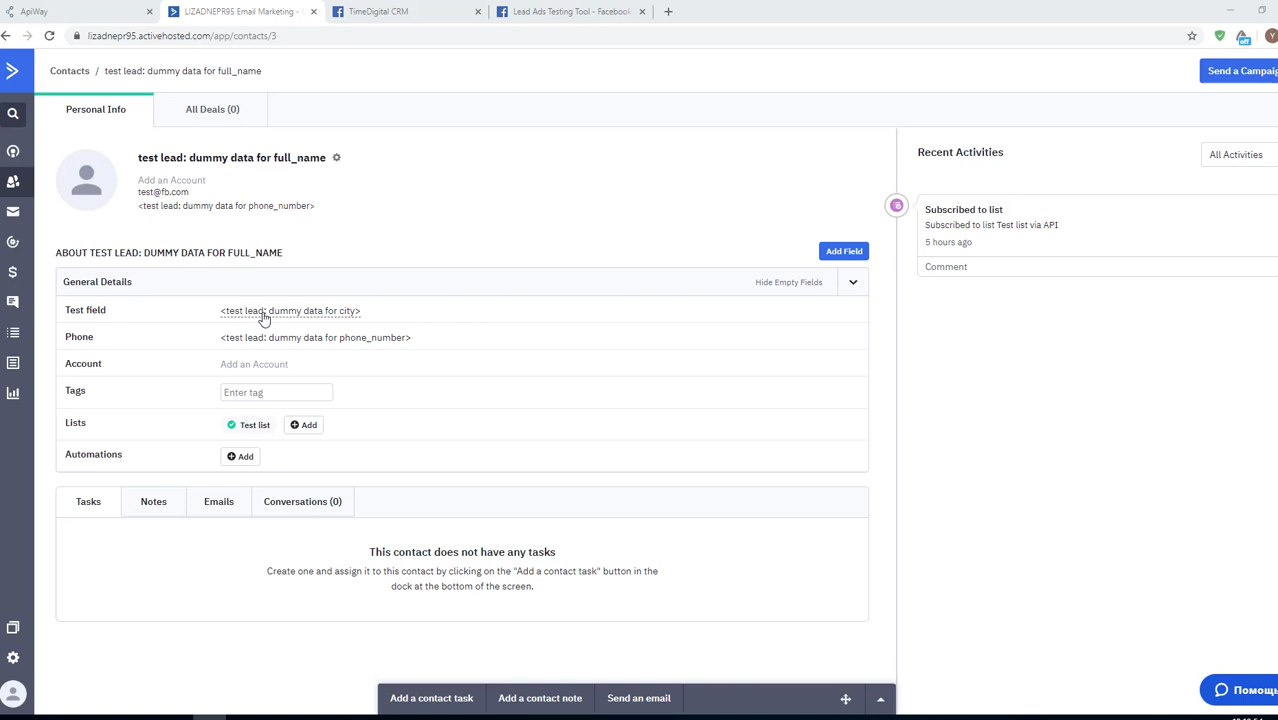 ApiWay
LIZADNEPR95 Email Marketing -
TimeDigital CRM
Lead Ads Testing Tool - Facebook
lizadnepr95.activehosted.com/app/contacts/3
off
Y
Contacts / test lead: dummy data for full_name
Send a Campaig
Personal Info
All Deals (0)
test lead: dummy data for full_name
Add an Account
test@fb.com
<test lead: dummy data for phone_number>
Recent Activities
All Activities
Subscribed to list
Subscribed to list Test list via API
5 hours ago
Comment
ABOUT TEST LEAD: DUMMY DATA FOR FULL_NAME
Add Field
General Details
Hide Empty Fields
Test field
<test lead: dummy data for city>
Phone
<test lead: dummy data for phone_number>
Account
Add an Account
Tags
Enter tag
Lists
Test list
Add
Automations
Add
Tasks
Notes
Emails
Conversations (0)
This contact does not have any tasks
Create one and assign it to this contact by clicking on the "Add a contact task" button in the
dock at the bottom of the screen.
Add a contact task
Add a contact note
Send an email
Помощь